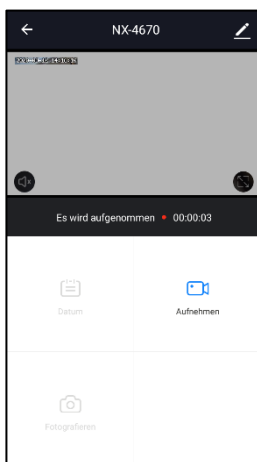 NX-4670
Es wird aufgenommen • 00:00:03
Datum
Aufnehmen
Fotografieren